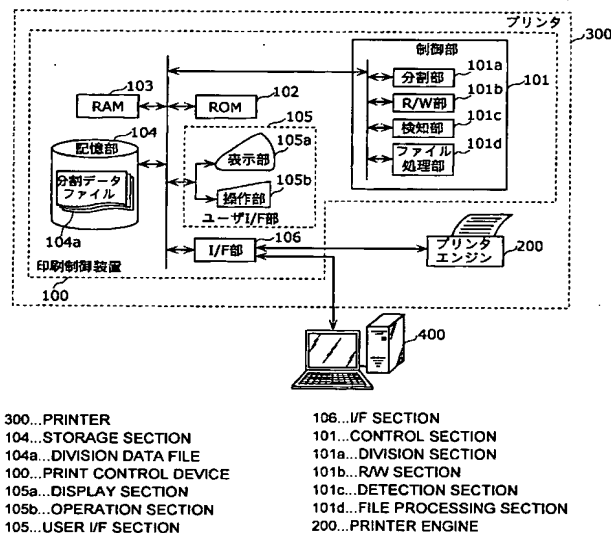 プリンタ
300
制御部
101a
分割部
101
103
102
101b
RAM
ROM
R/W部
105
101c
検知部
104
105a
101d
記憶部
表示部
ファイル
処理部
分割データ
ファイル
105b
操作部
ユーザI/F部
104a
106
I/F部
プリンタ
エンジン
200
印刷制御装置
100
400
300...PRINTER
104...STORAGE SECTION
104a...DIVISION DATA FILE
100...PRINT CONTROL DEVICE
105a...DISPLAY SECTION
105b...OPERATION SECTION
105...USER I/F SECTION
106...I/F SECTION
101...CONTROL SECTION
101a...DIVISION SECTION
101b...R/W SECTION
101c...DETECTION SECTION
101d...FILE PROCESSING SECTION
200...PRINTER ENGINE